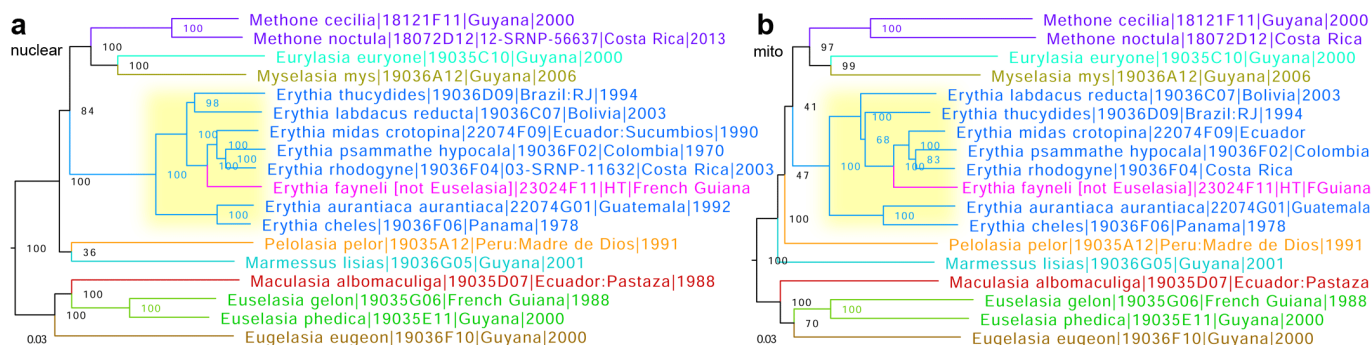 a
nuclear
Methone cecilia|18121F11|Guyana|2000
100
Methone noctula|18072D12|12-SRNP-56637|Costa Rica|2013
100
Eurylasia euryone|19035C10|Guyana|2000
100
Myselasia mys|19036A12|Guyana|2006
Erythia thucydides|19036D09|Brazil:RJ|1994
98
84
Erythia labdacus reducta|19036C07|Bolivia|2003
Erythia midas crotopina|22074F09|Ecuador:Sucumbios|1990
100
100
Erythia psammathe hypocala|19036F02|Colombia|1970
100
100
Erythia rhodogyne|19036F04|03-SRNP-11632|Costa Rica|2003
100
100
Erythia fayneli [not Euselasia]|23024F11|HT|French Guiana
Erythia aurantiaca aurantiaca|22074G01|Guatemala|1992
100
Erythia cheles|19036F06|Panama|1978
Pelolasia pelor|19035A12|Peru:Madre de Dios|1991
100
36
Marmessus lisias|19036G05|Guyana|2001
Maculasia albomaculiga|19035D07|Ecuador:Pastaza|1988
100
Euselasia gelon|19035G06|French Guiana|1988
100
100
Euselasia phedica|19035E11|Guyana|2000
0.03
Eugelasia eugeon|19036F10|Guyana|2000
b
mito
Methone cecilia|18121F11|Guyana|2000
100
Methone noctula|18072D12|Costa Rica
97
Eurylasia euryone|19035C10|Guyana|2000
99
Myselasia mys|19036A12|Guyana|2006
Erythia labdacus reducta|19036C07|Bolivia|2003
41
100
Erythia thucydides|19036D09|Brazil:RJ|1994
Erythia midas crotopina|22074F09|Ecuador
68
100
Erythia psammathe hypocala|19036F02|Colombia
83
100
Erythia rhodogyne|19036F04|Costa Rica
47
Erythia fayneli [not Euselasia]|23024F11|HT|FGuiana
Erythia aurantiaca aurantiaca|22074G01|Guatemala
100
100
Erythia cheles|19036F06|Panama|1978
Pelolasia pelor|19035A12|Peru:Madre de Dios|1991
100
Marmessus lisias|19036G05|Guyana|2001
Maculasia albomaculiga|19035D07|Ecuador:Pastaza
100
Euselasia gelon|19035G06|French Guiana|1988
100
70
Euselasia phedica|19035E11|Guyana|2000
0.03
Eugelasia eugeon|19036F10|Guyana|2000